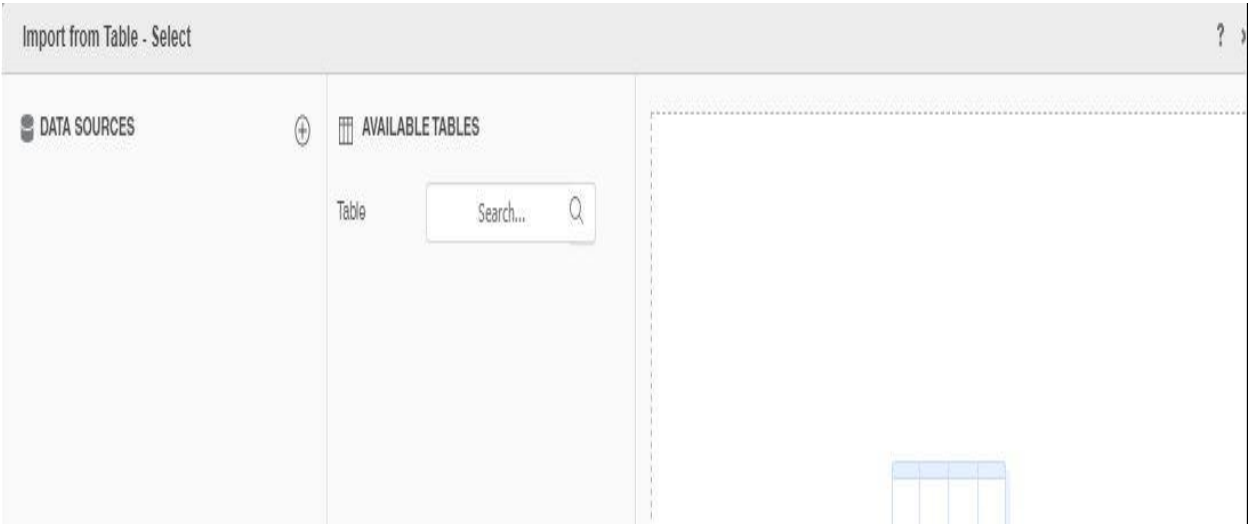 Import from Table - Select
?
DATA SOURCES
AVAILABLE TABLES
Table
Search...